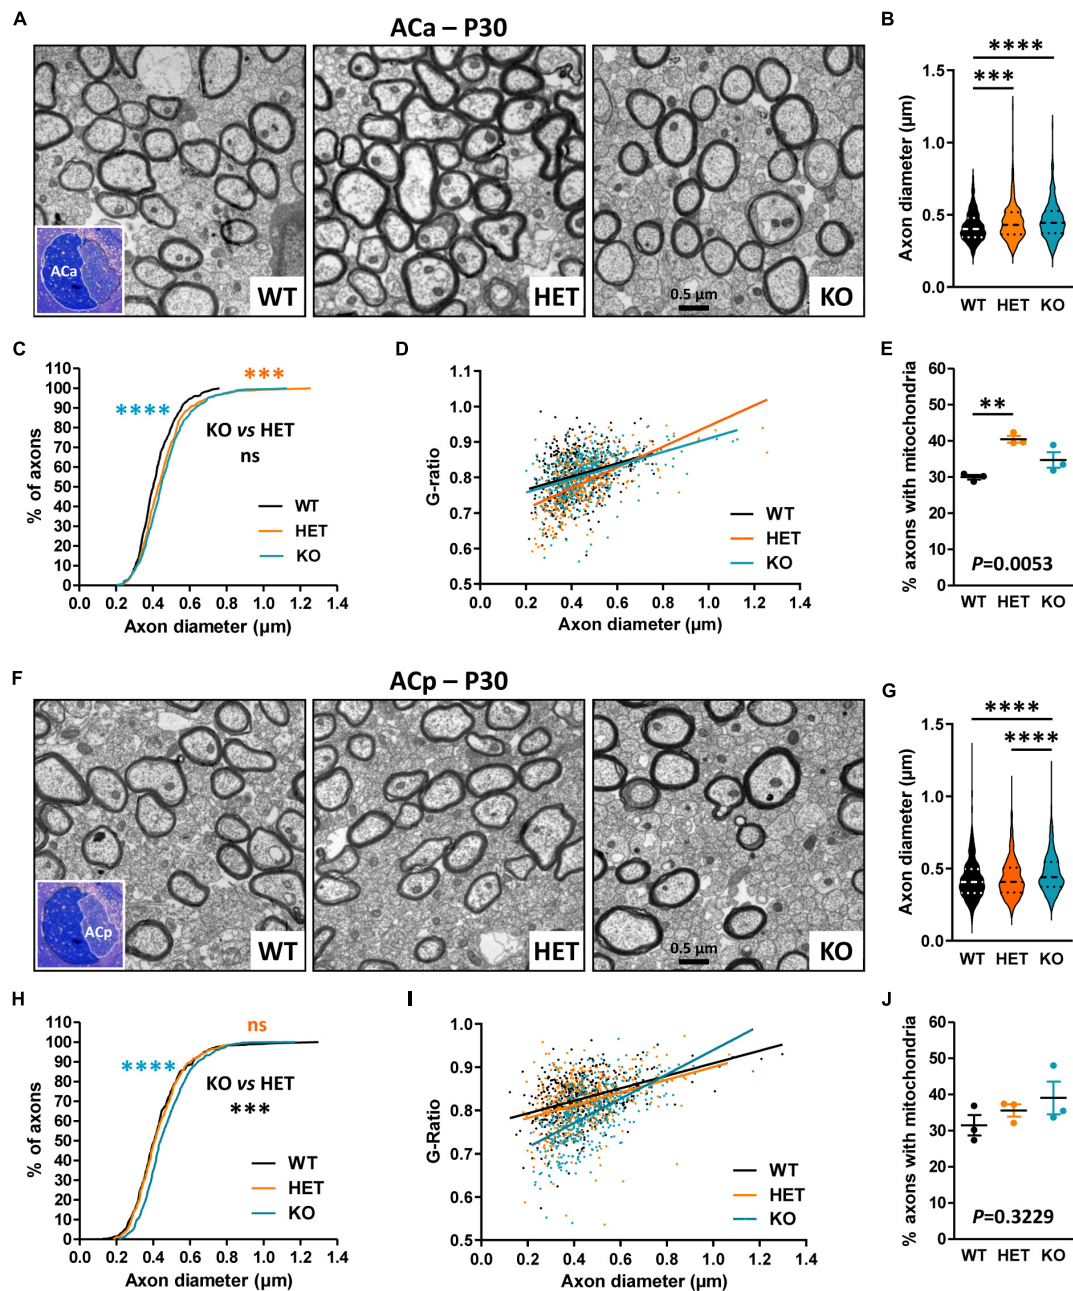 A
ACa – P30
ACa
WT
HET
0.5 µm
KO
B
****
***
Axon diameter (µm)
1.5
1.0
0.5
0.0
WT HET KO
C
% of axons
110
100
90
80
70
60
50
40
30
20
10
0
****
***
KO vs HET
ns
WT
HET
KO
0.0 0.2 0.4 0.6 0.8 1.0 1.2 1.4
Axon diameter (µm)
D
G-ratio
1.1
1.0
0.9
0.8
0.7
0.6
0.5
WT
HET
KO
0.0 0.2 0.4 0.6 0.8 1.0 1.2 1.4
Axon diameter (µm)
E
% axons with mitochondria
60
50
40
30
20
10
0
**
P=0.0053
WT HET KO
F
ACp – P30
ACp
WT
HET
0.5 µm
KO
G
****
****
Axon diameter (µm)
1.5
1.0
0.5
0.0
WT HET KO
H
% of axons
110
100
90
80
70
60
50
40
30
20
10
0
****
ns
KO vs HET
***
WT
HET
KO
0.0 0.2 0.4 0.6 0.8 1.0 1.2 1.4
Axon diameter (µm)
I
G-Ratio
1.0
0.9
0.8
0.7
0.6
0.5
WT
HET
KO
0.0 0.2 0.4 0.6 0.8 1.0 1.2 1.4
Axon diameter (µm)
J
% axons with mitochondria
60
50
40
30
20
10
0
P=0.3229
WT HET KO